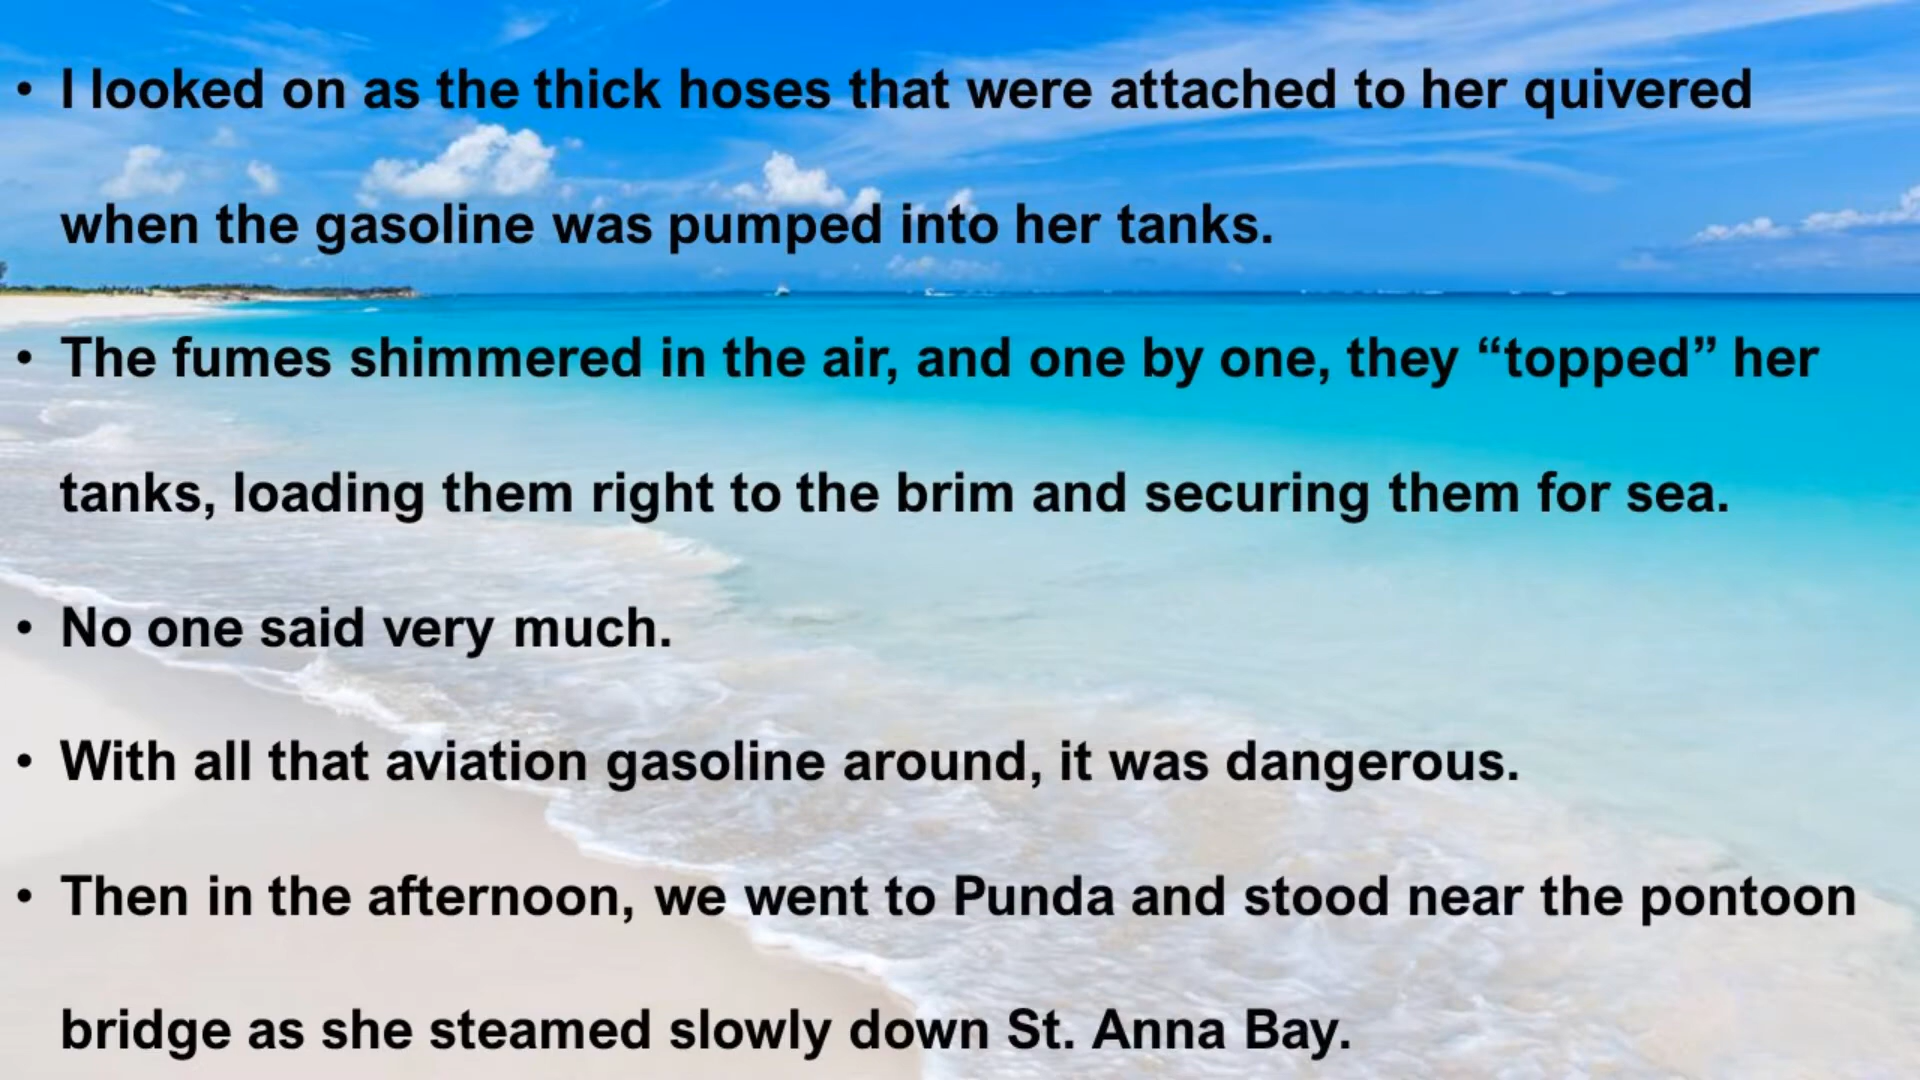 • I looked on as the thick hoses that were attached to her quivered
when the gasoline was pumped into her tanks.
• The fumes shimmered in the air, and one by one, they “topped” her
tanks, loading them right to the brim and securing them for sea.
• No one said very much.
• With all that aviation gasoline around, it was dangerous.
• Then in the afternoon, we went to Punda and stood near the pontoon
bridge as she steamed slowly down St. Anna Bay.